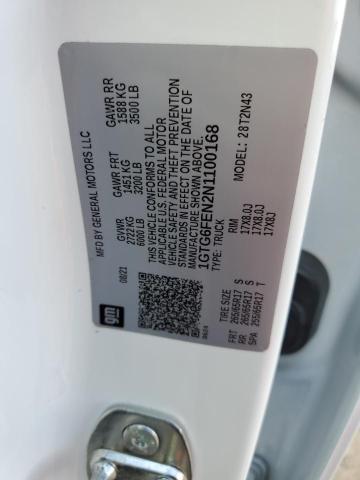 MFD BY GENERAL MOTORS LLC
08/21
GVWR
2722 KG
6000 LB
GAWR FRT
1451 KG
3200 LB
GAWR RR
1588 KG
3500 LB
THIS VEHICLE CONFORMS TO ALL
APPLICABLE U.S. FEDERAL MOTOR
VEHICLE SAFETY AND THEFT PREVENTION
STANDARDS IN EFFECT ON THE DATE OF
MANUFACTURE SHOWN ABOVE.
1GTG6FEN2N1100168
TYPE: TRUCK
MODEL: 28T2N43
TIRE SIZE RIM
FRT 265/65R17 S 17X8.0J
RR 265/65R17 S 17X8.0J
SPA 255/65R17 T 17X8J
gm